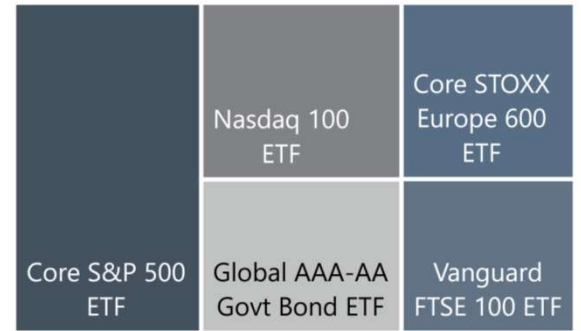 Core S&P 500
ETF
Nasdaq 100
ETF
Core STOXX
Europe 600
ETF
Global AAA-AA
Govt Bond ETF
Vanguard
FTSE 100 ETF